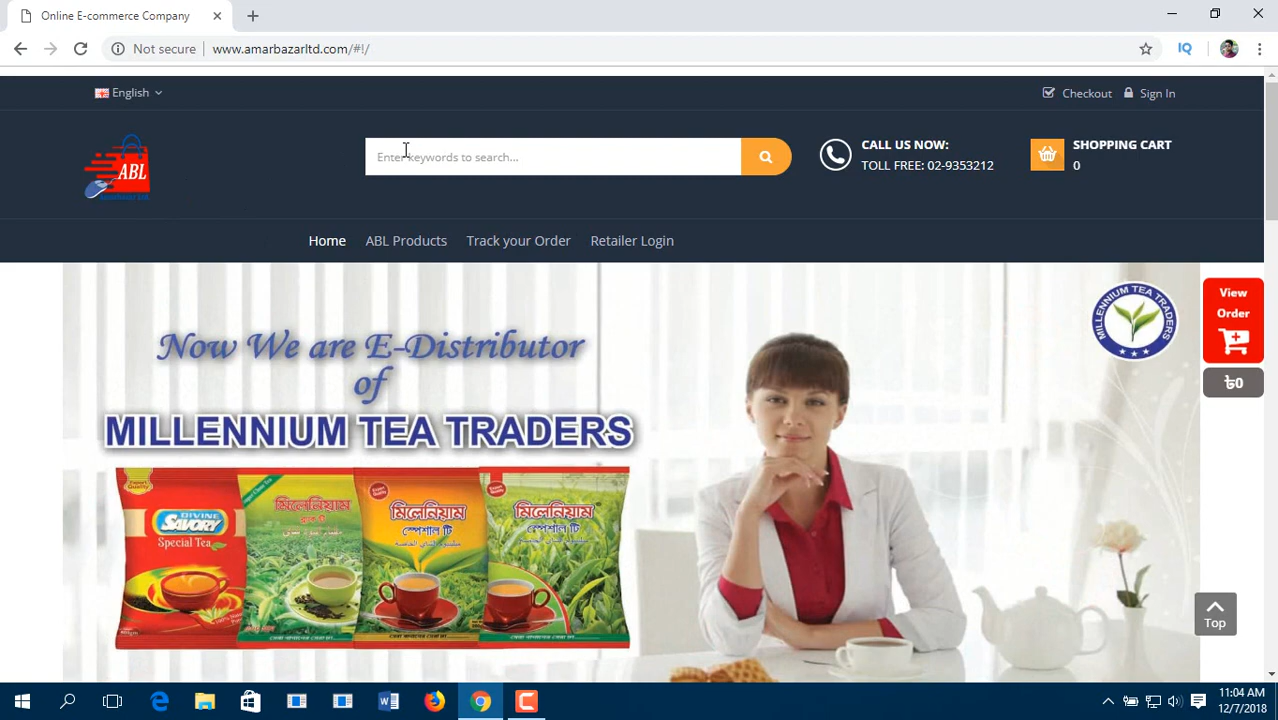 Online E-commerce Company
Not secure
www.amarbazarltd.com/#!/
IQ
English
Checkout
Sign In
ABL
Enter keywords to search...
CALL US NOW:
TOLL FREE: 02-9353212
SHOPPING CART
0
Home
ABL Products
Track your Order
Retailer Login
Now We are E-Distributor
of
MILLENNIUM TEA TRADERS
MILLENNIUM TEA TRADERS
View
Order
৳0
DIVINE
SAVORY
Special Tea
মিলেনিয়াম
মিলেনিয়াম
স্পেশাল টি
মিলেনিয়াম
স্পেশাল টি
Top
11:04 AM
12/7/2018